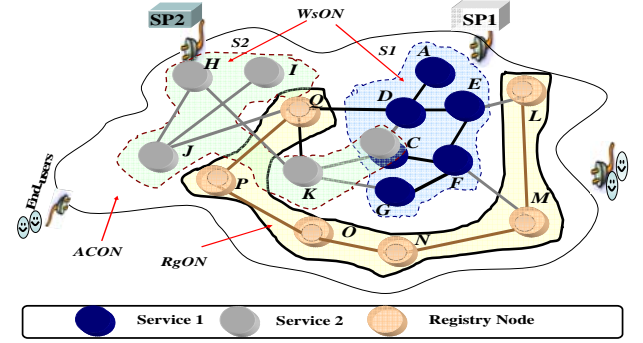 SP2
WsON
SP1
S2
S1
H
I
A
E
D
Q
L
C
J
K
F
P
G
M
End users
O
N
ACON
RgON
Service 1
Service 2
Registry Node